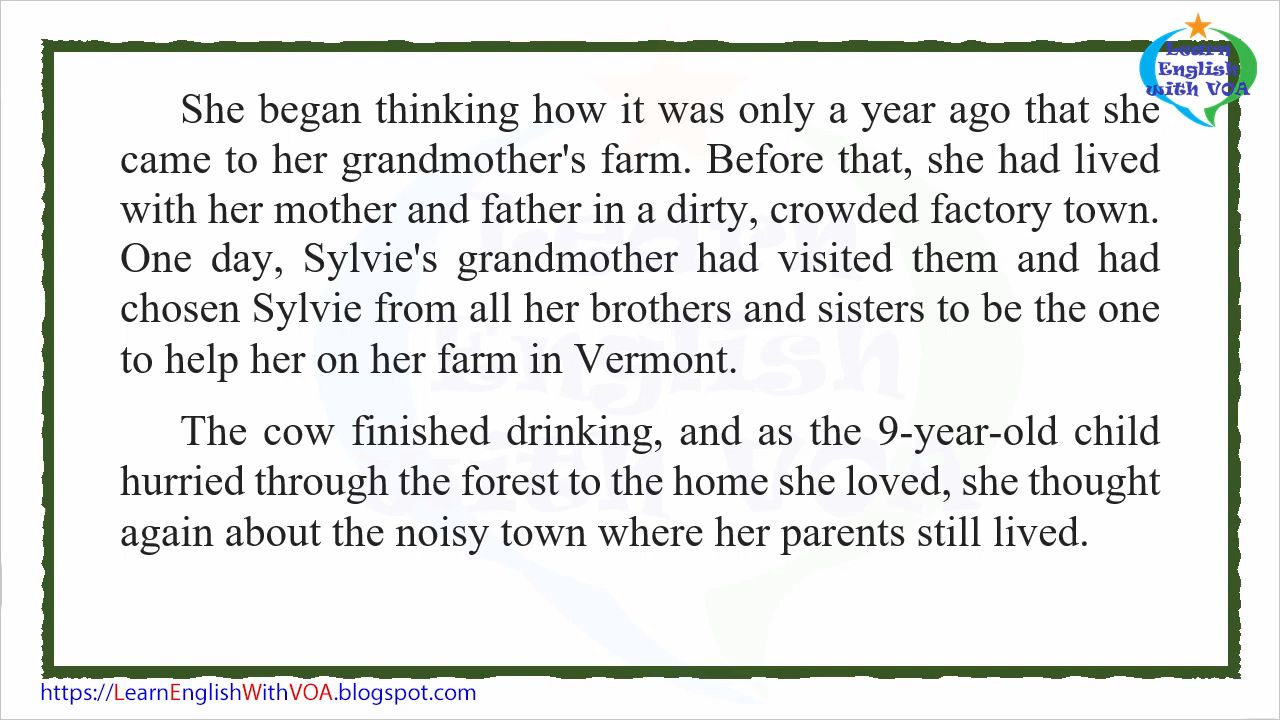 Learn
English
with VOA
She began thinking how it was only a year ago that she
came to her grandmother's farm. Before that, she had lived
with her mother and father in a dirty, crowded factory town.
One day, Sylvie's grandmother had visited them and had
chosen Sylvie from all her brothers and sisters to be the one
to help her on her farm in Vermont.
The cow finished drinking, and as the 9-year-old child
hurried through the forest to the home she loved, she thought
again about the noisy town where her parents still lived.
Learn
English
with VOA
https://LearnEnglishWithVOA.blogspot.com